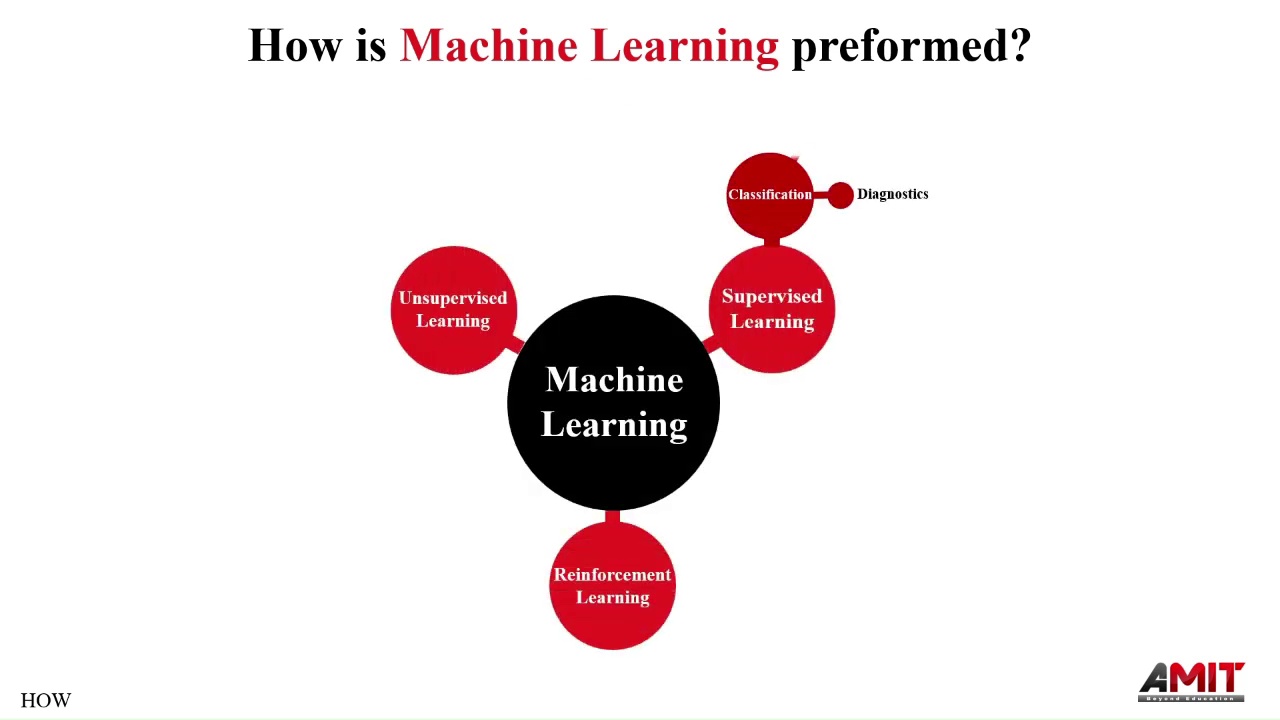 How is Machine Learning preformed?
Classification
Diagnostics
Unsupervised
Learning
Supervised
Learning
Machine
Learning
Reinforcement
Learning
HOW
AMIT
Beyond Education